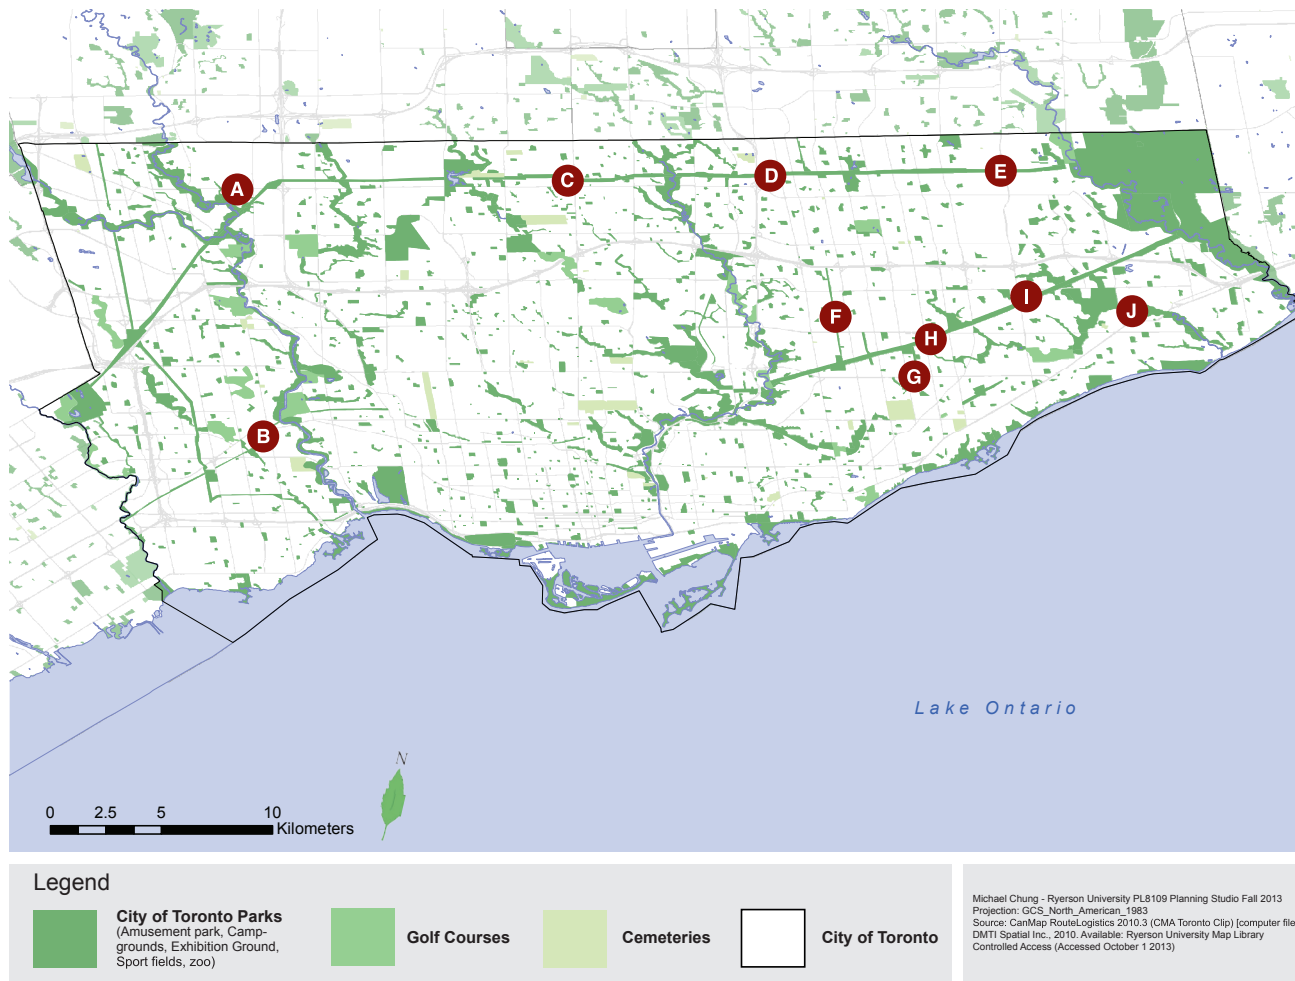 A
C
D
E
I
J
F
H
G
B
Lake Ontario
N
0 2.5 5 10
Kilometers
Legend
City of Toronto Parks
(Amusement park, Camp-
grounds, Exhibition Ground,
Sport fields, zoo)
Golf Courses
Cemeteries
City of Toronto
Michael Chung - Ryerson University PL8109 Planning Studio Fall 2013
Projection: GCS_North_American_1983
Source: CanMap RouteLogistics 2010.3 (CMA Toronto Clip) [computer file
DMTI Spatial Inc., 2010. Available: Ryerson University Map Library
Controlled Access (Accessed October 1 2013)